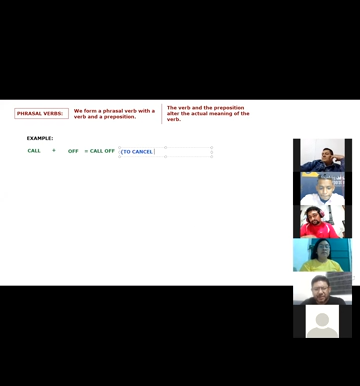 PHRASAL VERBS:
We form a phrasal verb with a
verb and a preposition.
The verb and the preposition
alter the actual meaning of the
verb.
EXAMPLE:
CALL + OFF = CALL OFF (TO CANCEL